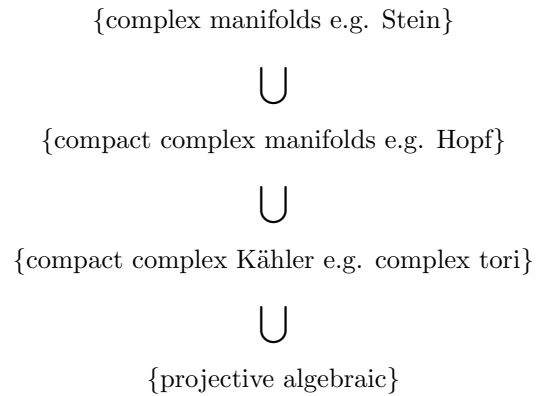 {complex manifolds e.g. Stein}
⋃
{compact complex manifolds e.g. Hopf}
⋃
{compact complex Kähler e.g. complex tori}
⋃
{projective algebraic}